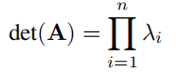 det(𝐀) = ∏_{i=1}^{n} λ_i